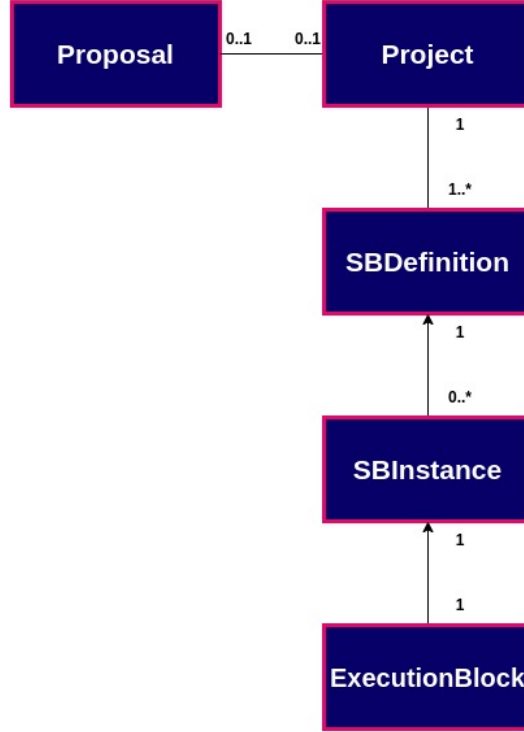 Proposal
0..1
0..1
Project
1
1..*
SBDefinition
1
0..*
SBInstance
1
1
ExecutionBlock